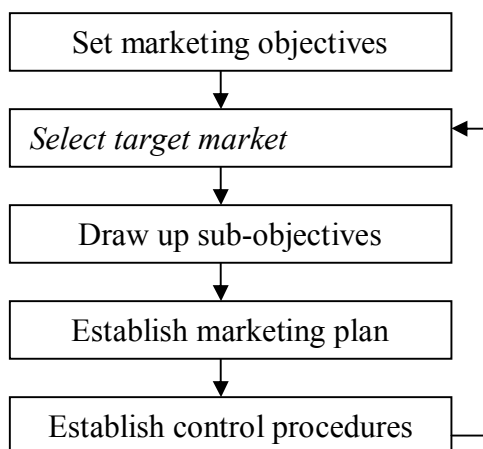 Set marketing objectives
Select target market
Draw up sub-objectives
Establish marketing plan
Establish control procedures